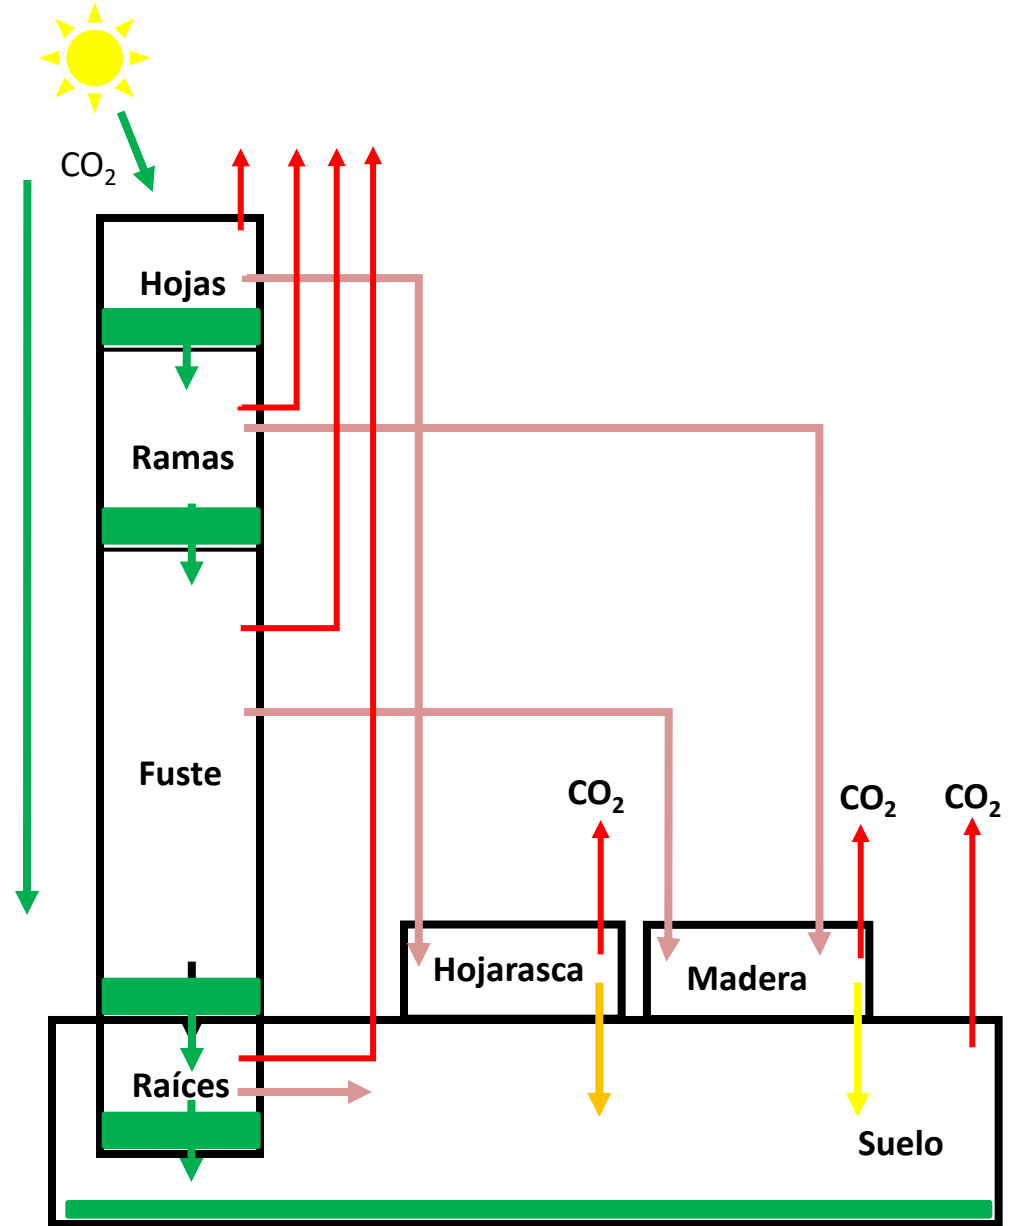 CO₂
Hojas
Ramas
Fuste
CO₂
CO₂
CO₂
Hojarasca
Madera
Raíces
Suelo